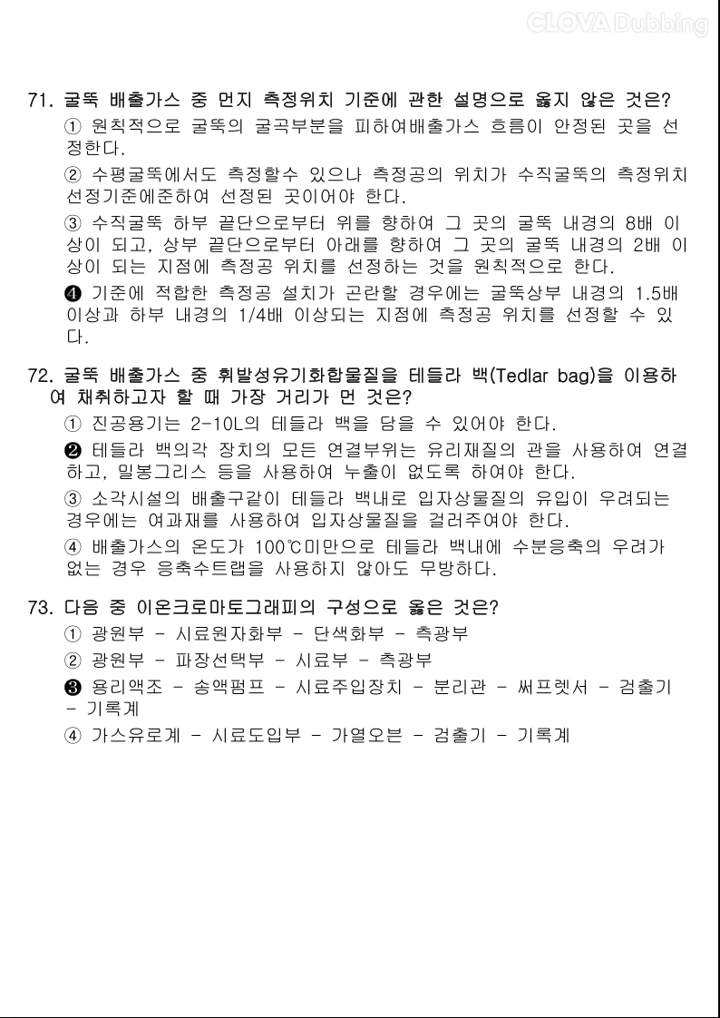 CLOVA Dubbing
71. 굴뚝 배출가스 중 먼지 측정위치 기준에 관한 설명으로 옳지 않은 것은?
① 원칙적으로 굴뚝의 굴곡부분을 피하여배출가스 흐름이 안정된 곳을 선
정한다.
② 수평굴뚝에서도 측정할수 있으나 측정공의 위치가 수직굴뚝의 측정위치
선정기준에준하여 선정된 곳이어야 한다.
③ 수직굴뚝 하부 끝단으로부터 위를 향하여 그 곳의 굴뚝 내경의 8배 이
상이 되고, 상부 끝단으로부터 아래를 향하여 그 곳의 굴뚝 내경의 2배 이
상이 되는 지점에 측정공 위치를 선정하는 것을 원칙적으로 한다.
❹ 기준에 적합한 측정공 설치가 곤란할 경우에는 굴뚝상부 내경의 1.5배
이상과 하부 내경의 1/4배 이상되는 지점에 측정공 위치를 선정할 수 있
다.
72. 굴뚝 배출가스 중 휘발성유기화합물질을 테들라 백(Tedlar bag)을 이용하
여 채취하고자 할 때 가장 거리가 먼 것은?
① 진공용기는 2-10L의 테들라 백을 담을 수 있어야 한다.
❷ 테들라 백의각 장치의 모든 연결부위는 유리재질의 관을 사용하여 연결
하고, 밀봉그리스 등을 사용하여 누출이 없도록 하여야 한다.
③ 소각시설의 배출구같이 테들라 백내로 입자상물질의 유입이 우려되는
경우에는 여과재를 사용하여 입자상물질을 걸러주여야 한다.
④ 배출가스의 온도가 100℃미만으로 테들라 백내에 수분응축의 우려가
없는 경우 응축수트랩을 사용하지 않아도 무방하다.
73. 다음 중 이온크로마토그래피의 구성으로 옳은 것은?
① 광원부 - 시료원자화부 - 단색화부 - 측광부
② 광원부 - 파장선택부 - 시료부 - 측광부
❸ 용리액조 - 송액펌프 - 시료주입장치 - 분리관 - 써프렛서 - 검출기
- 기록계
④ 가스유로계 - 시료도입부 - 가열오븐 - 검출기 - 기록계